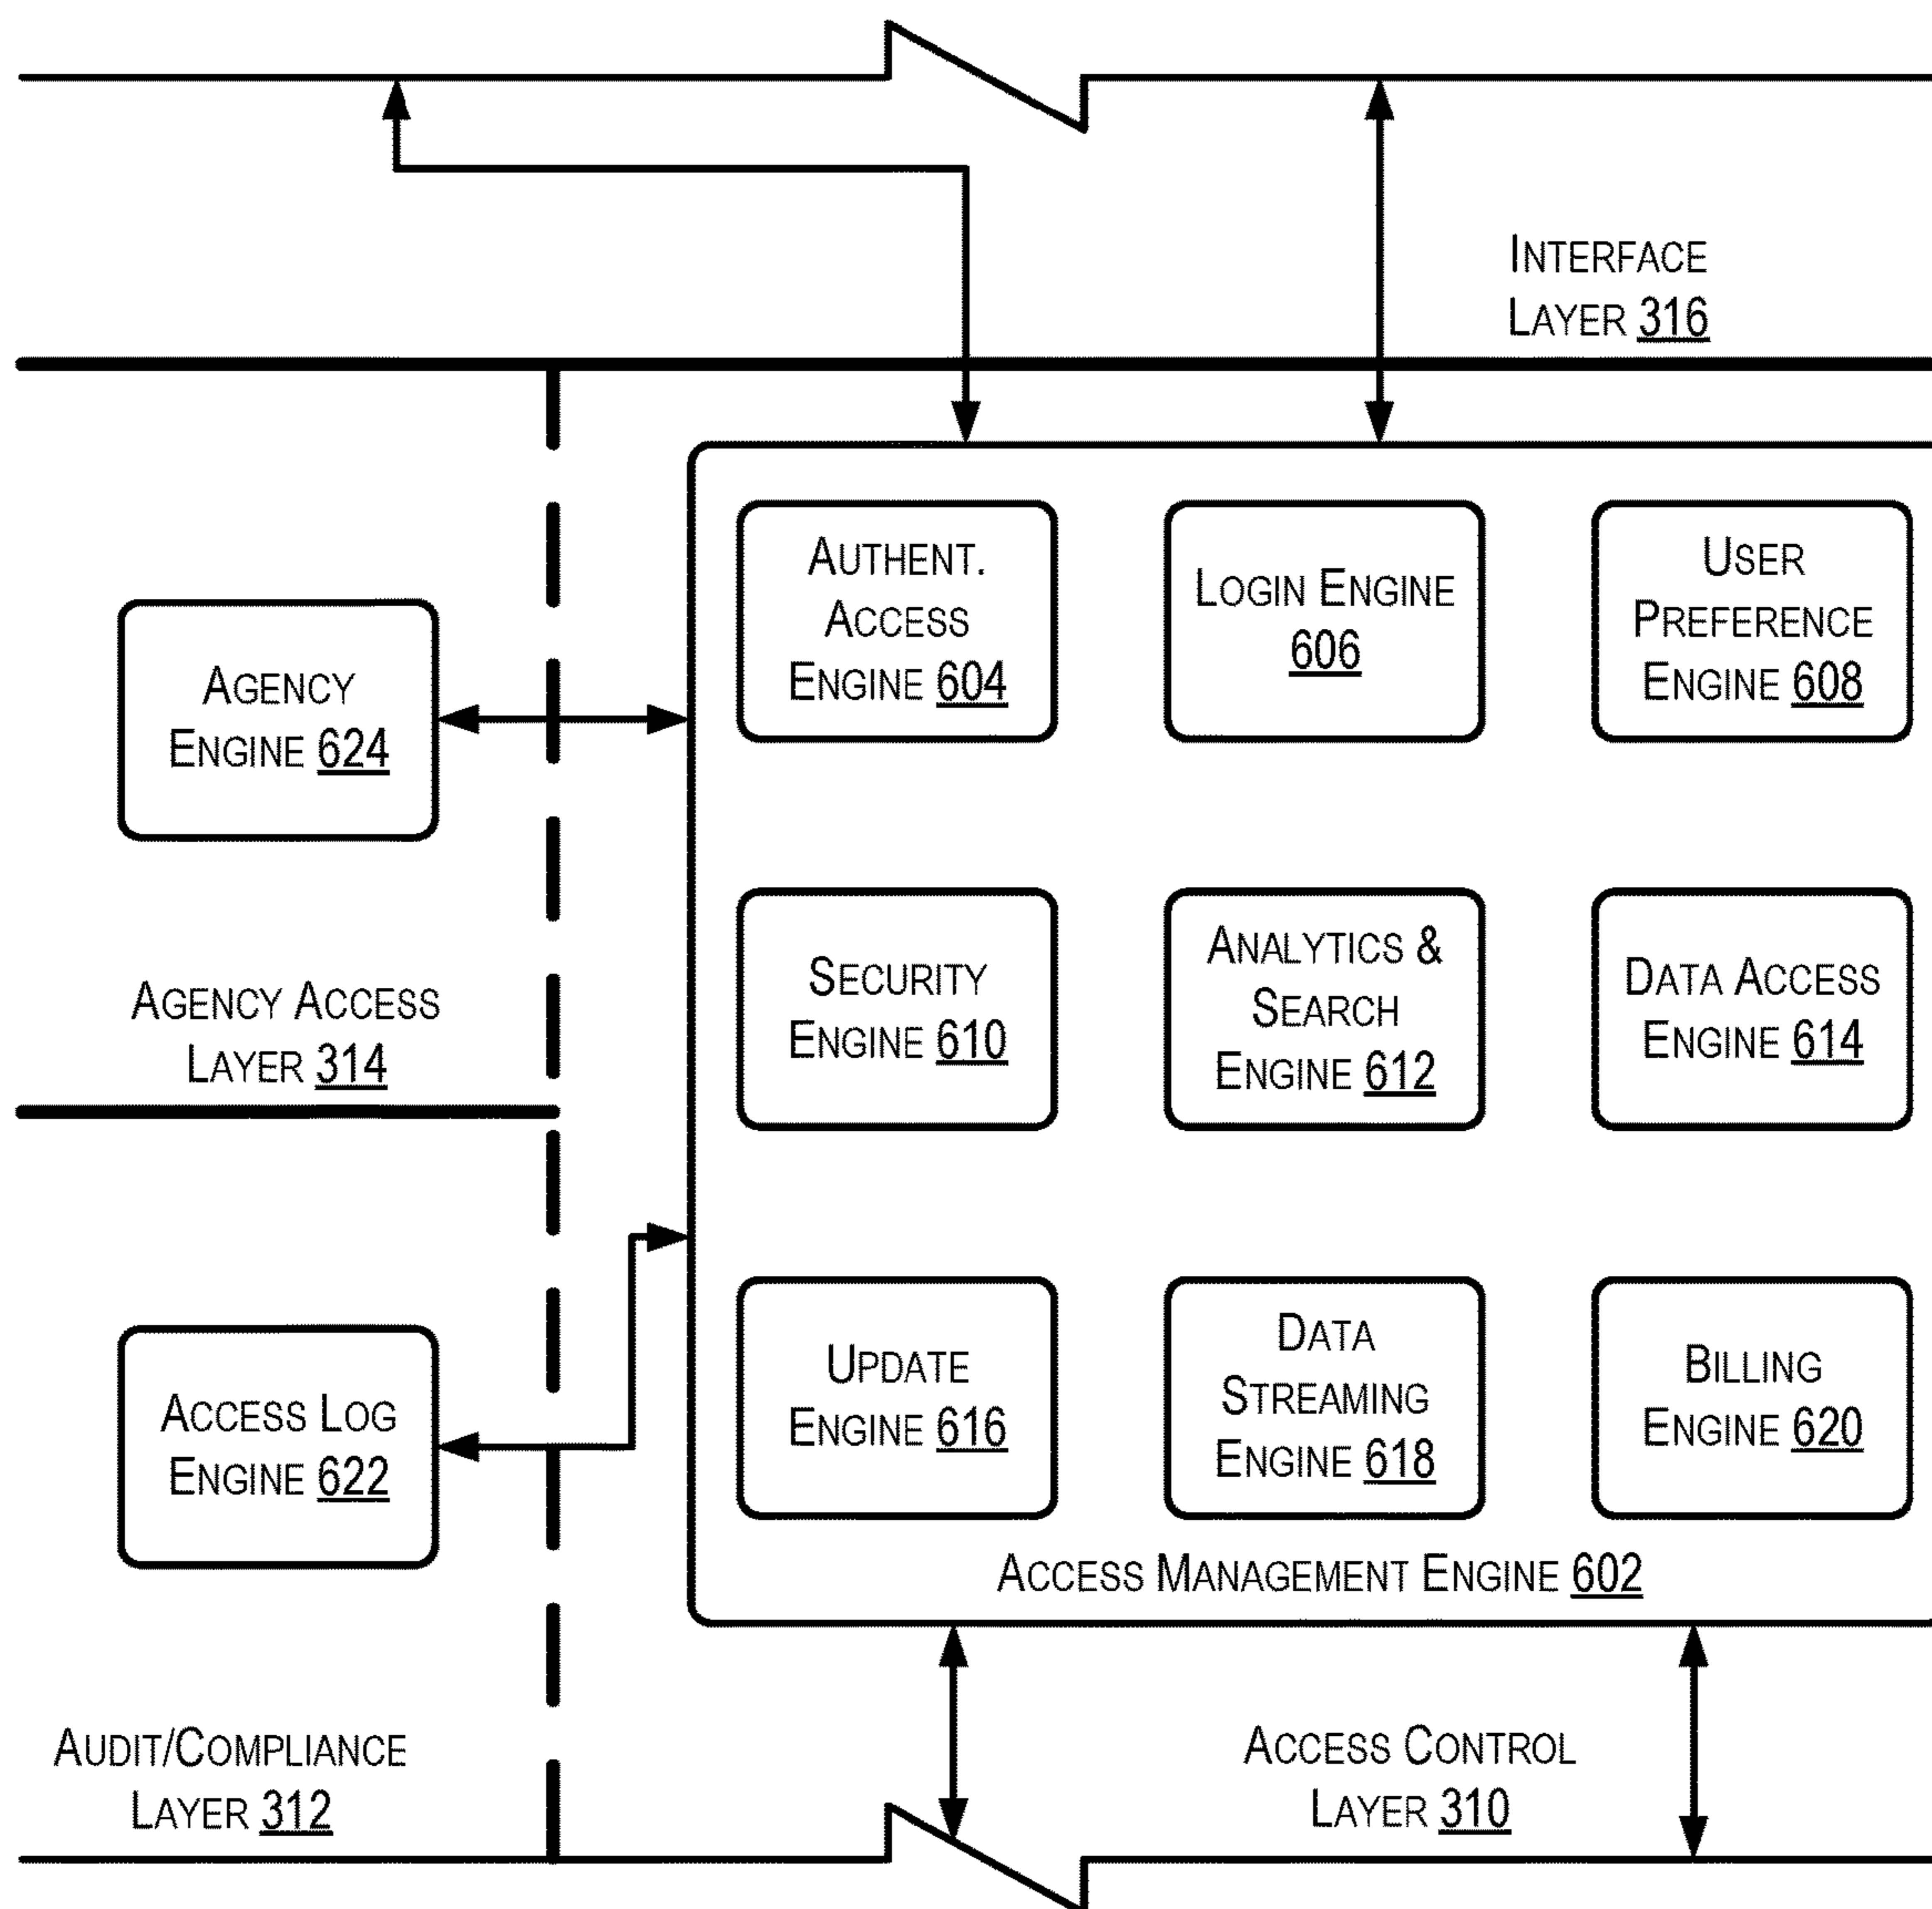 INTERFACE
LAYER 316
AUTHENT.
ACCESS
ENGINE 604
LOGIN ENGINE
606
USER
PREFERENCE
ENGINE 608
AGENCY
ENGINE 624
AGENCY ACCESS
LAYER 314
SECURITY
ENGINE 610
ANALYTICS &
SEARCH
ENGINE 612
DATA ACCESS
ENGINE 614
ACCESS LOG
ENGINE 622
UPDATE
ENGINE 616
DATA
STREAMING
ENGINE 618
BILLING
ENGINE 620
ACCESS MANAGEMENT ENGINE 602
AUDIT/COMPLIANCE
LAYER 312
ACCESS CONTROL
LAYER 310